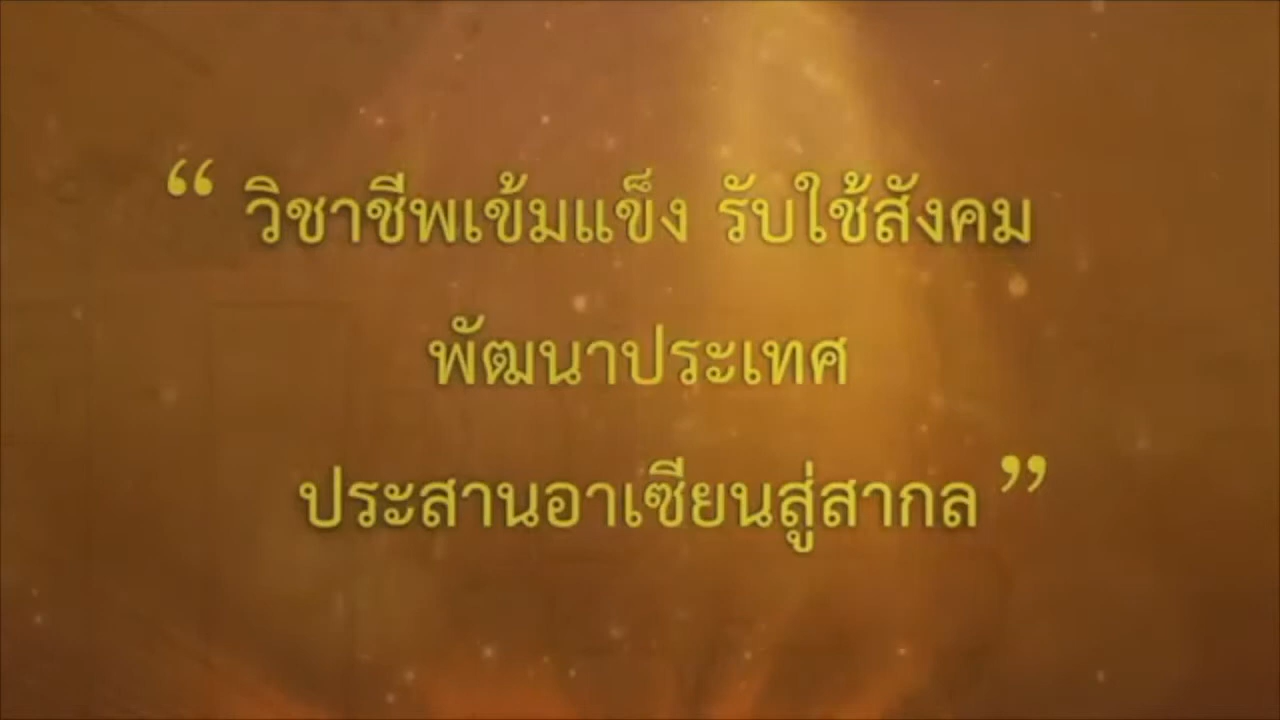 “ วิชาชีพเข้มแข็ง รับใช้สังคม
พัฒนาประเทศ
ประสานอาเซียนสู่สากล ”